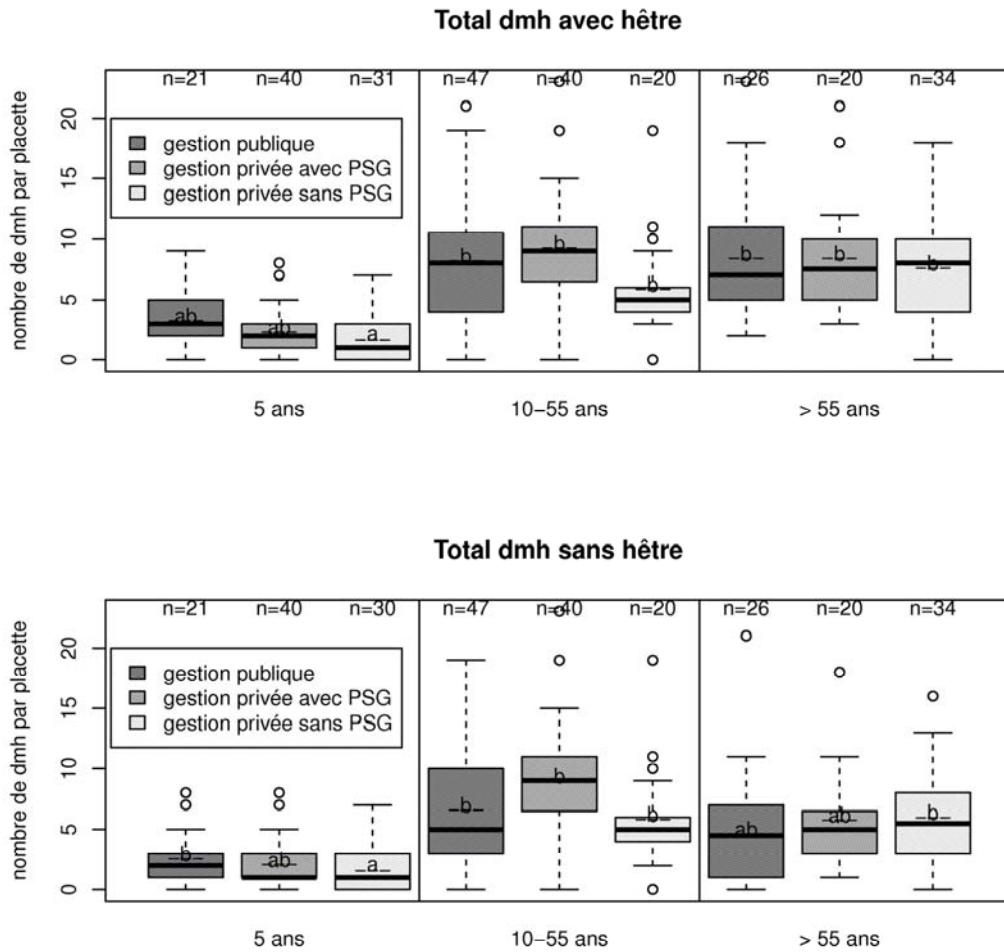 Total dmh avec hêtre
n=21 n=40 n=31 n=47 n=40 n=20 n=26 n=20 n=34
nombre de dmh par placette
20
15
10
5
0
gestion publique
gestion privée avec PSG
gestion privée sans PSG
ab ab a b b b b b b
5 ans 10–55 ans > 55 ans
Total dmh sans hêtre
n=21 n=40 n=30 n=47 n=40 n=20 n=26 n=20 n=34
nombre de dmh par placette
20
15
10
5
0
gestion publique
gestion privée avec PSG
gestion privée sans PSG
b ab a b b b ab ab b
5 ans 10–55 ans > 55 ans